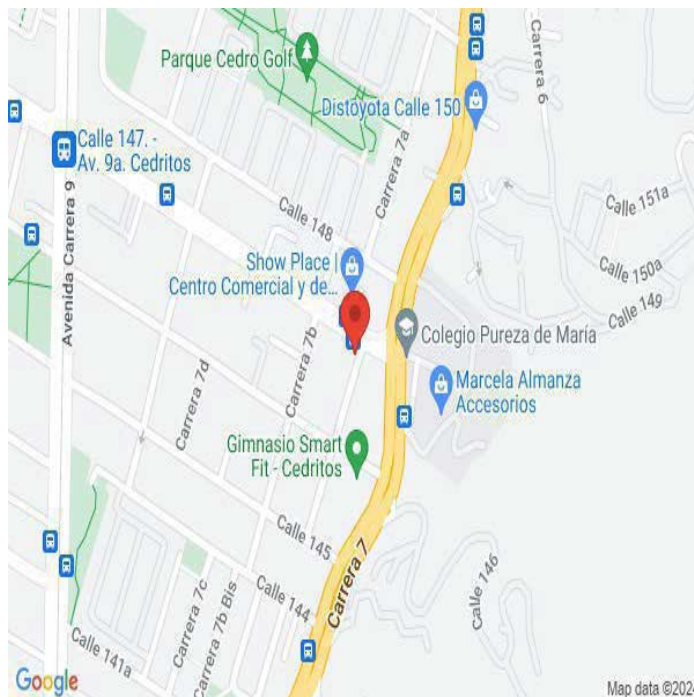 Parque Cedro Golf
Carrera 6
Distoyota Calle 150
Calle 147. -
Av. 9a. Cedritos
Carrera 7a
Calle 151a
Calle 148
Show Place |
Centro Comercial y de...
Calle 150a
Calle 149
Avenida Carrera 9
Colegio Pureza de María
Carrera 7b
Carrera 7d
Marcela Almanza
Accesorios
Gimnasio Smart
Fit - Cedritos
Calle 145
Carrera 7
Calle 146
Calle 144
Carrera 7c
Carrera 7b Bis
Calle 141a
Google
Map data ©202